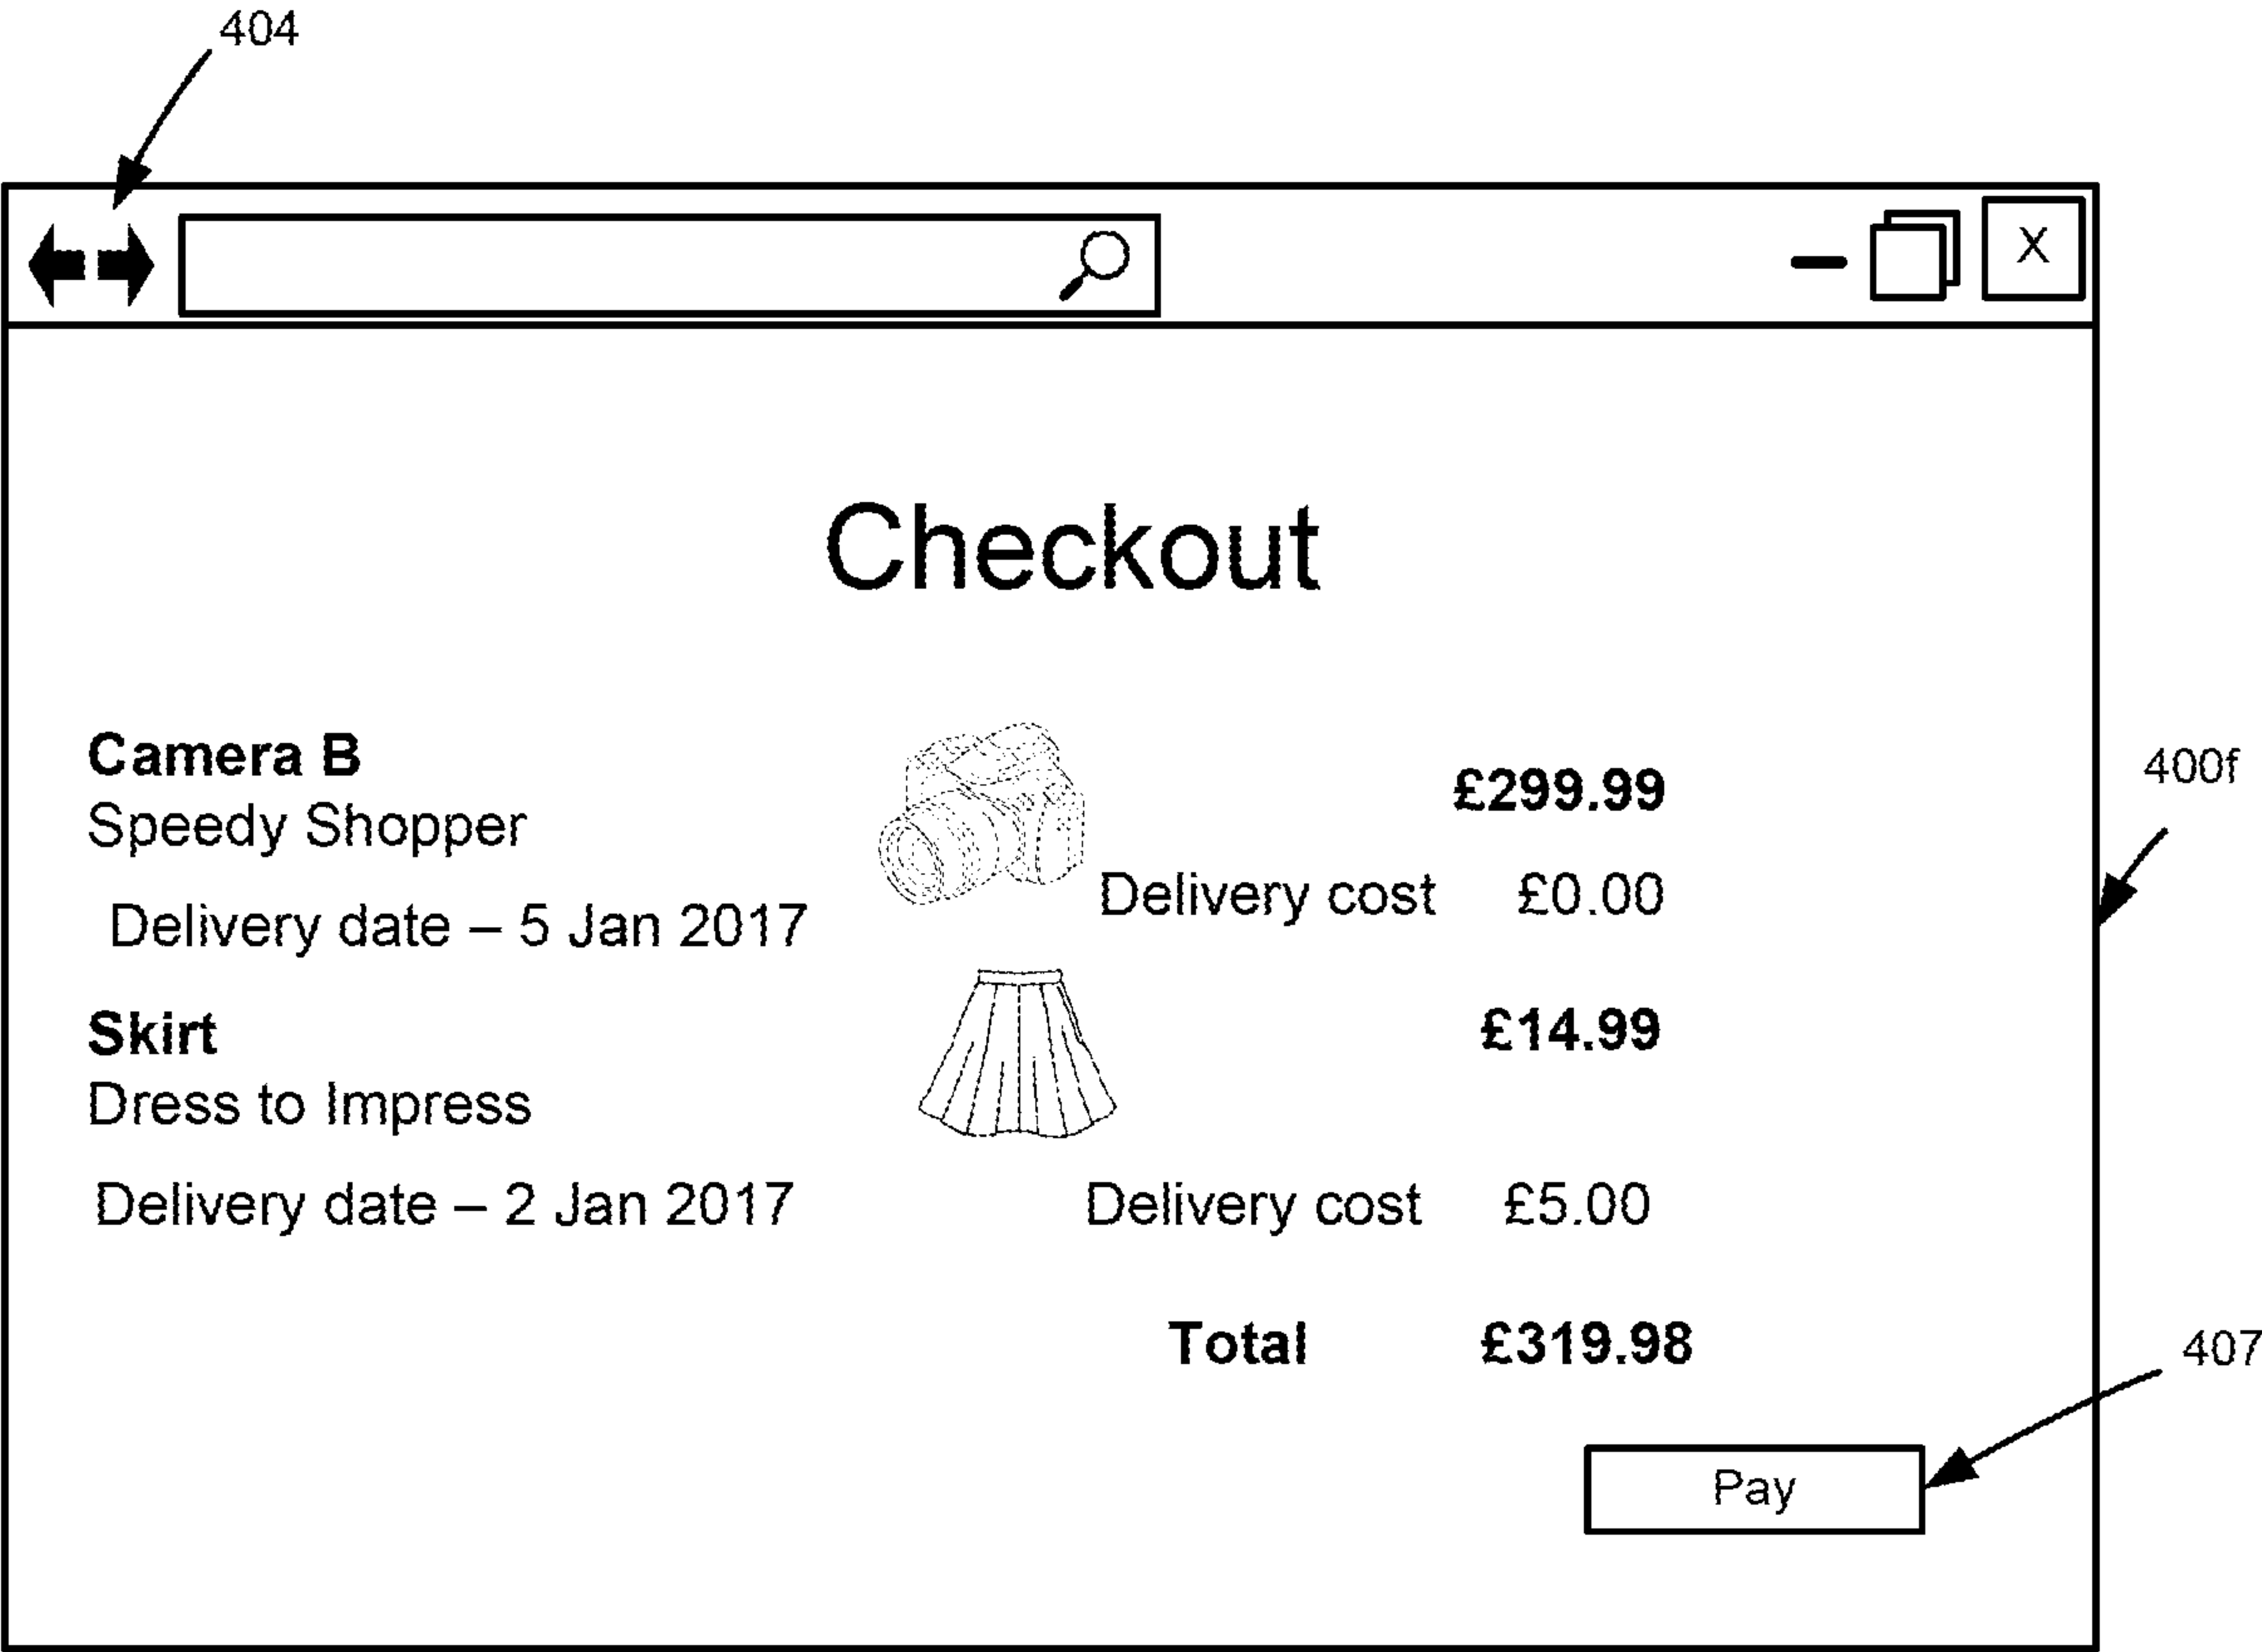 404
X
Checkout
Camera B
£299.99
400f
Speedy Shopper
Delivery cost £0.00
Delivery date – 5 Jan 2017
Skirt
£14.99
Dress to Impress
Delivery date – 2 Jan 2017
Delivery cost £5.00
Total £319.98
407
Pay